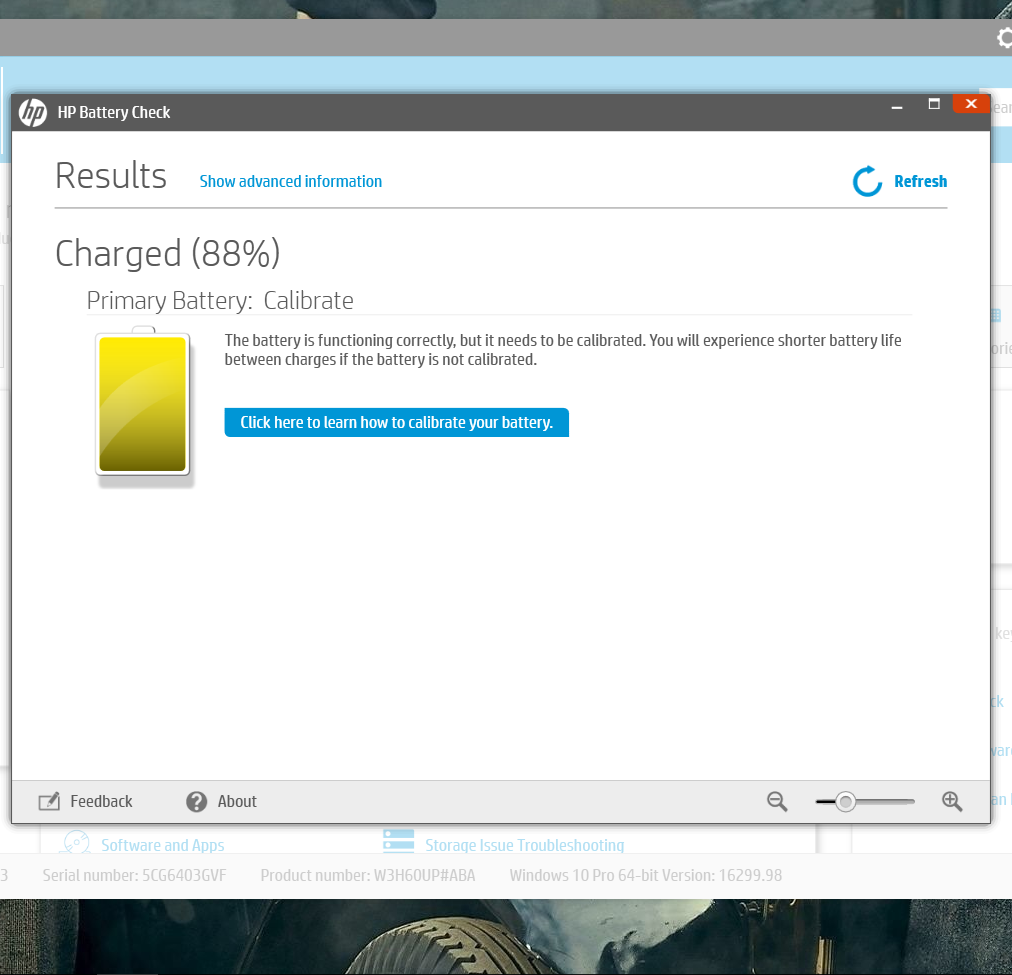 hp HP Battery Check
Results
Show advanced information
Refresh
Charged (88%)
Primary Battery: Calibrate
The battery is functioning correctly, but it needs to be calibrated. You will experience shorter battery life
between charges if the battery is not calibrated.
Click here to learn how to calibrate your battery.
Feedback
About
Software and Apps
Storage Issue Troubleshooting
3
Serial number: 5CG6403GVF
Product number: W3H60UP#ABA
Windows 10 Pro 64-bit Version: 16299.98